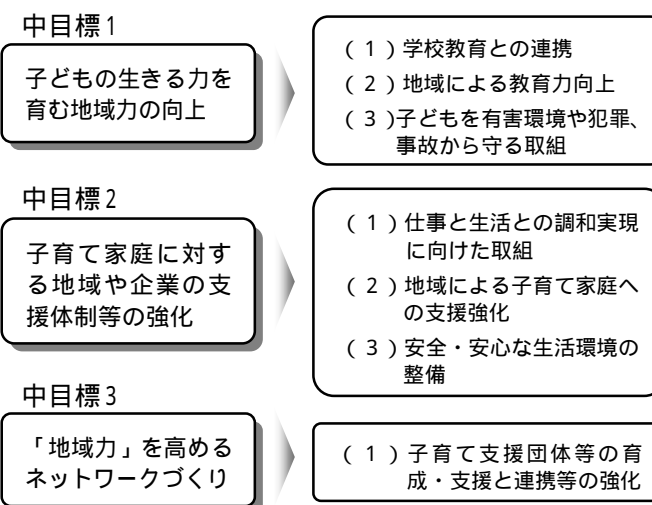 中目標1
子どもの生きる力を
育む地域力の向上
(1)学校教育との連携
(2)地域による教育力向上
(3)子どもを有害環境や犯罪、
事故から守る取組
中目標2
子育て家庭に対す
る地域や企業の支
援体制等の強化
(1)仕事と生活との調和実現
に向けた取組
(2)地域による子育て家庭へ
の支援強化
(3)安全・安心な生活環境の
整備
中目標3
「地域力」を高める
ネットワークづくり
(1)子育て支援団体等の育
成・支援と連携等の強化